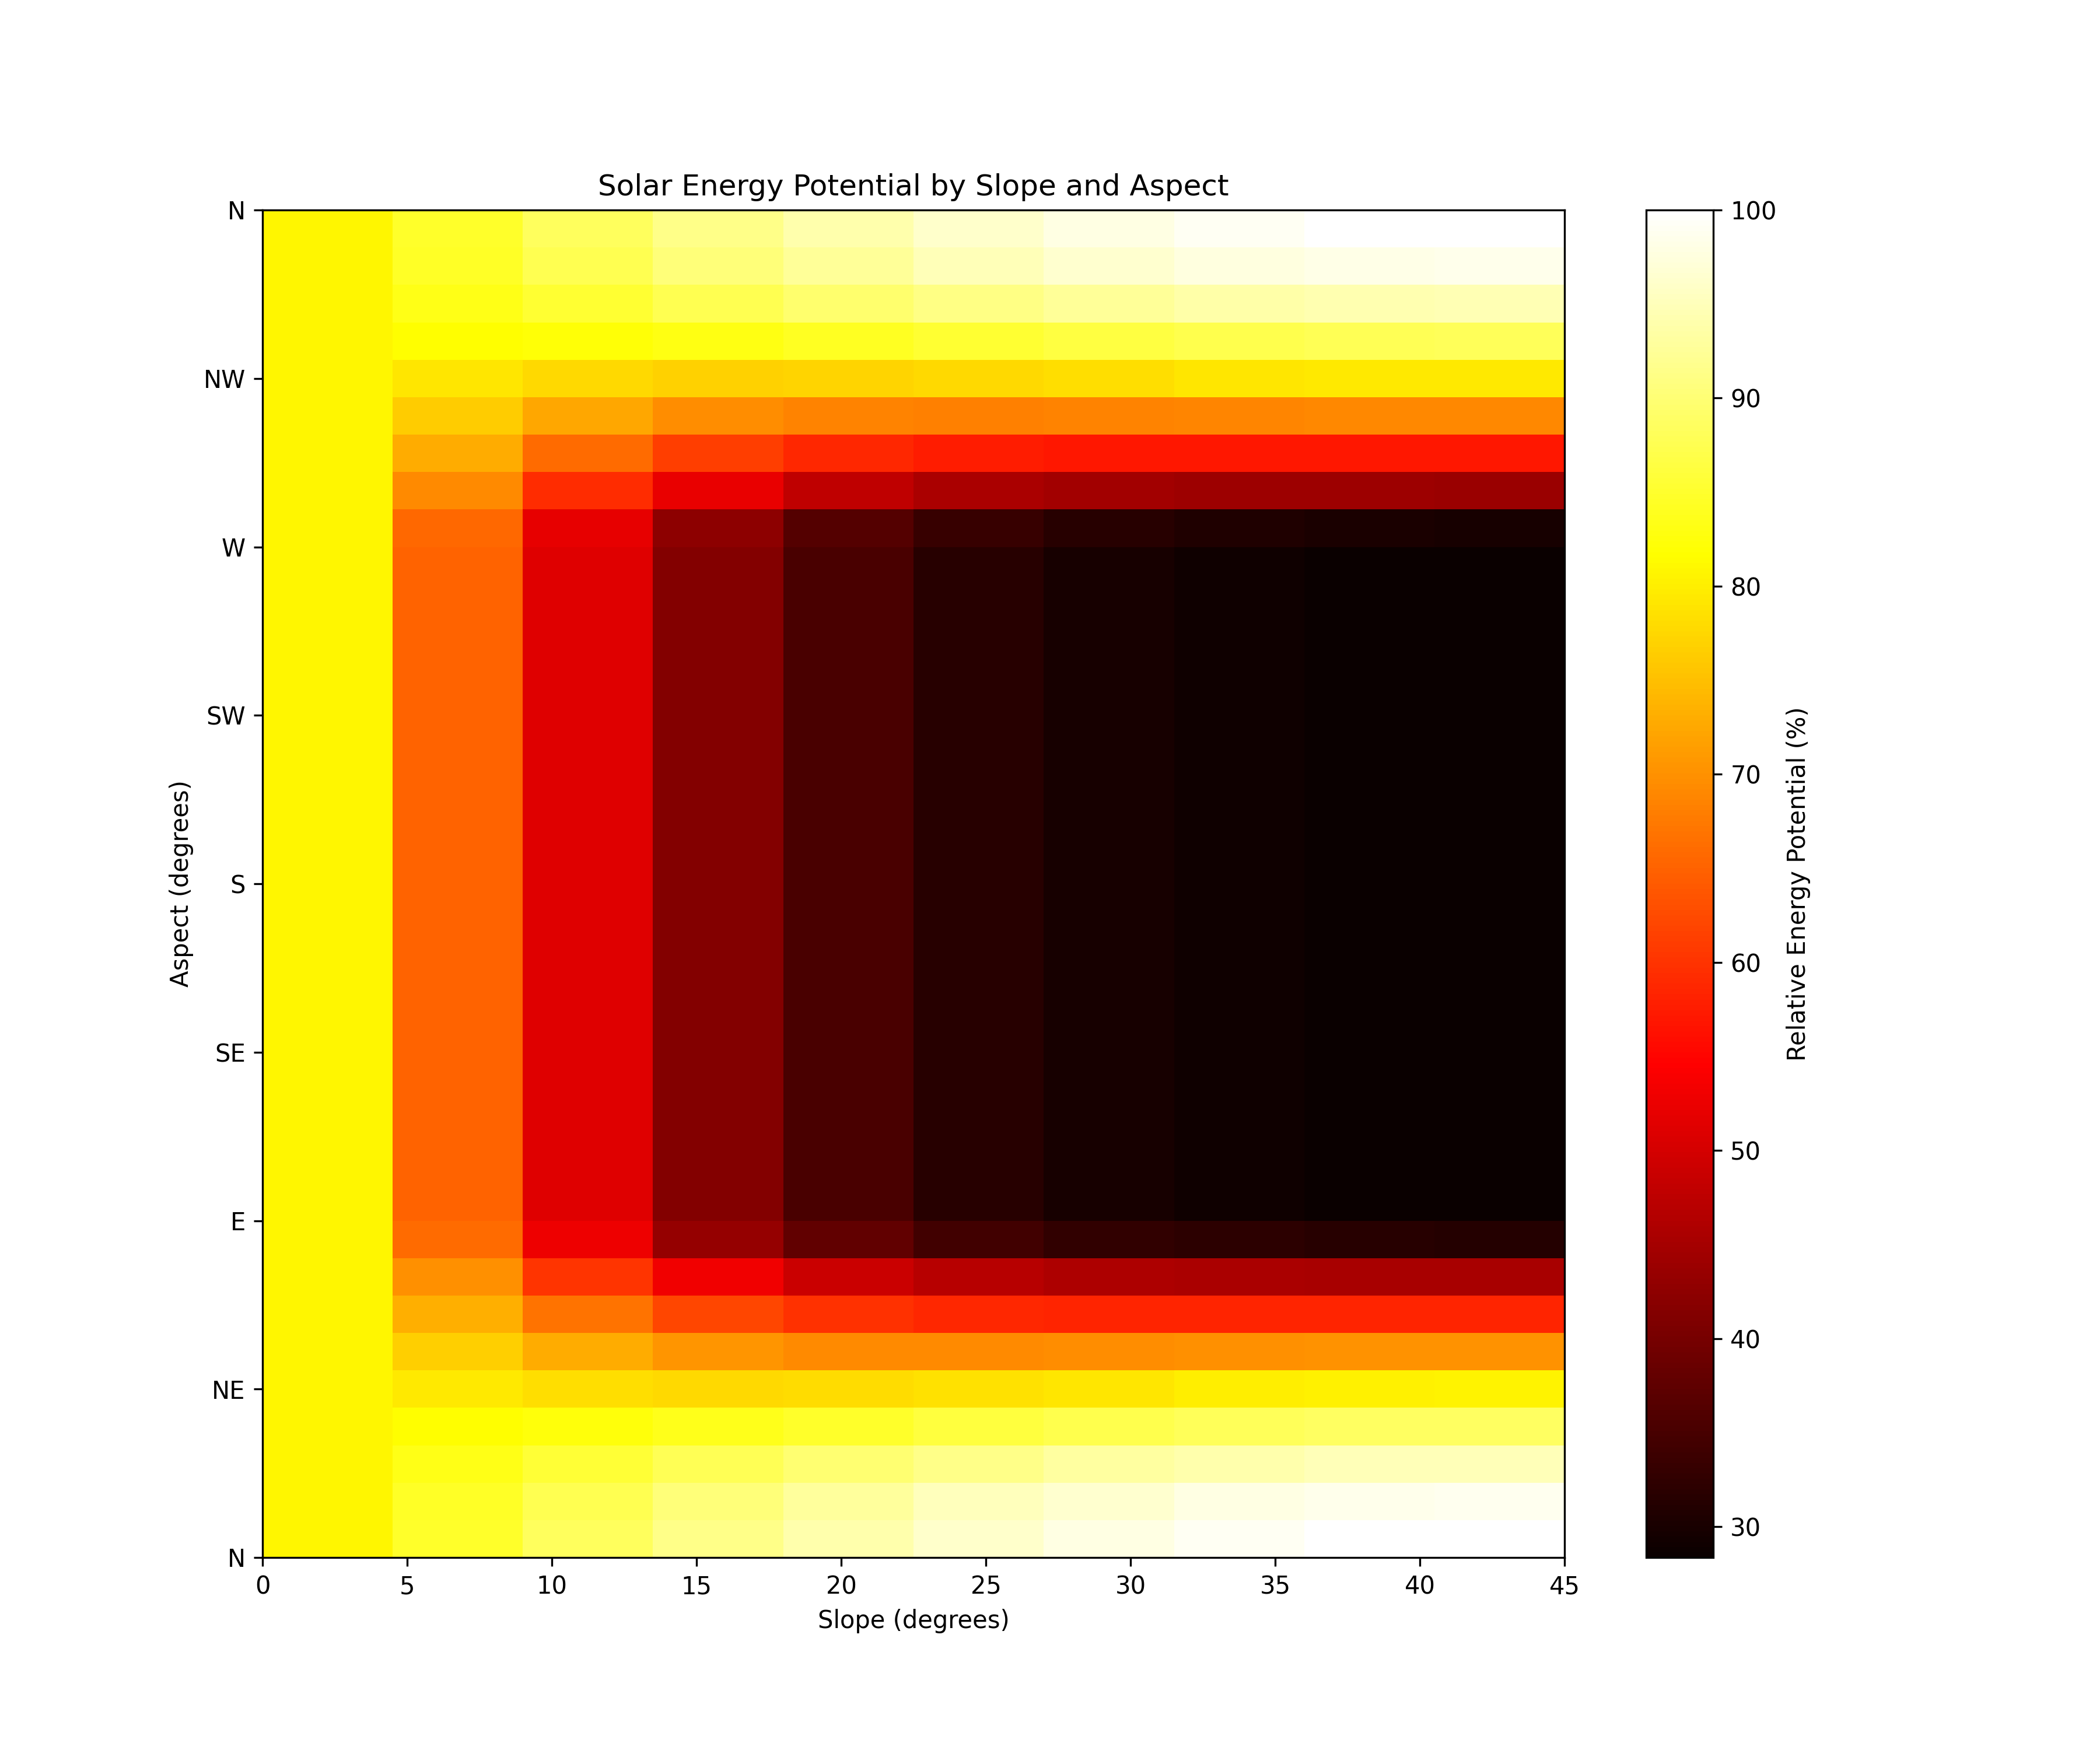 Solar Energy Potential by Slope and Aspect
N
NW
W
SW
S
SE
E
NE
N
Aspect (degrees)
0 5 10 15 20 25 30 35 40 45
Slope (degrees)
100
90
80
70
60
50
40
30
Relative Energy Potential (%)